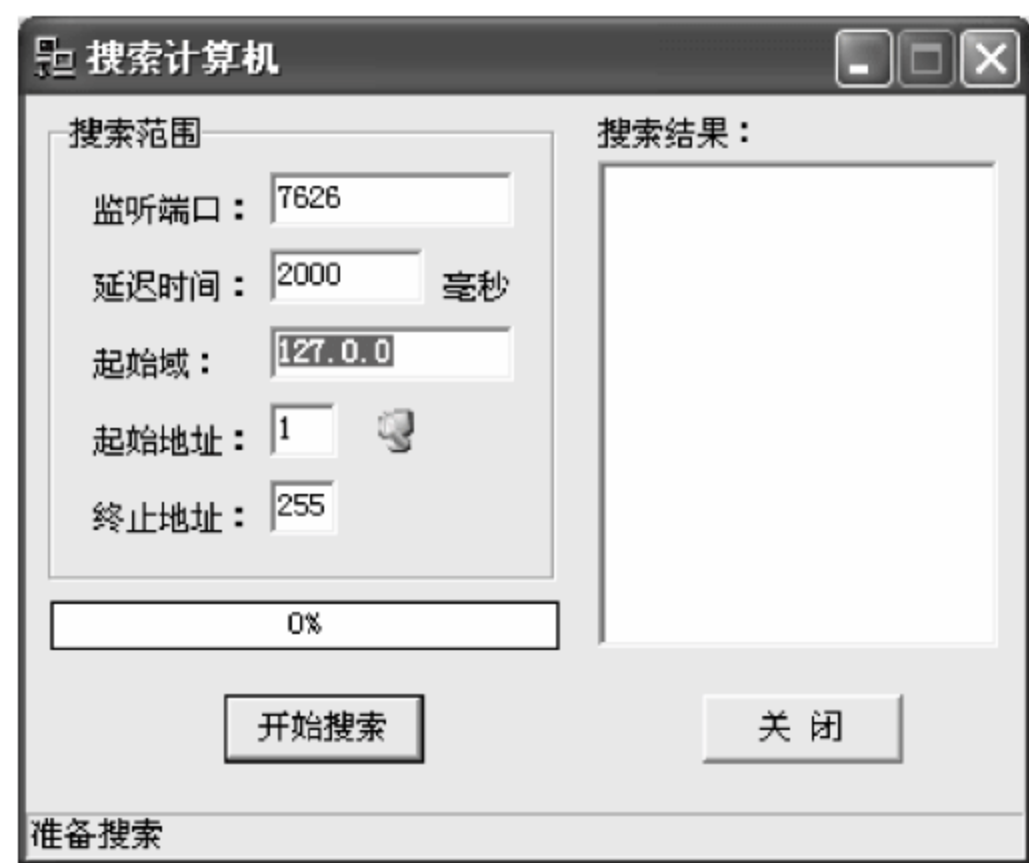 搜索计算机
搜索范围
监听端口： 7626
延迟时间： 2000 毫秒
起始域： 127.0.0
起始地址： 1
终止地址： 255
0%
开始搜索
搜索结果：
关 闭
准备搜索